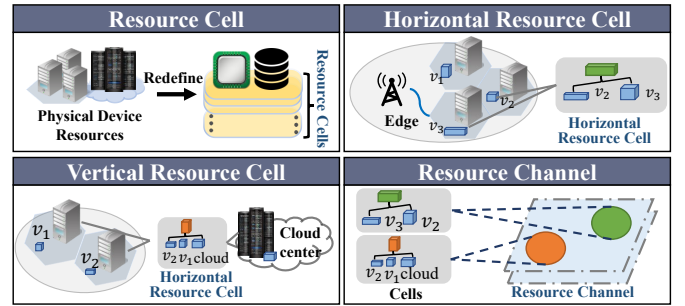 Resource Cell
Physical Device
Resources
Redefine
Resource Cells
Horizontal Resource Cell
v1
v2
v3
Edge
v2 v3
Horizontal
Resource Cell
Vertical Resource Cell
v1
v2
v2 v1 cloud
Horizontal
Resource Cell
Cloud
center
Resource Channel
v3 v2
v2 v1 cloud
Cells
Resource Channel